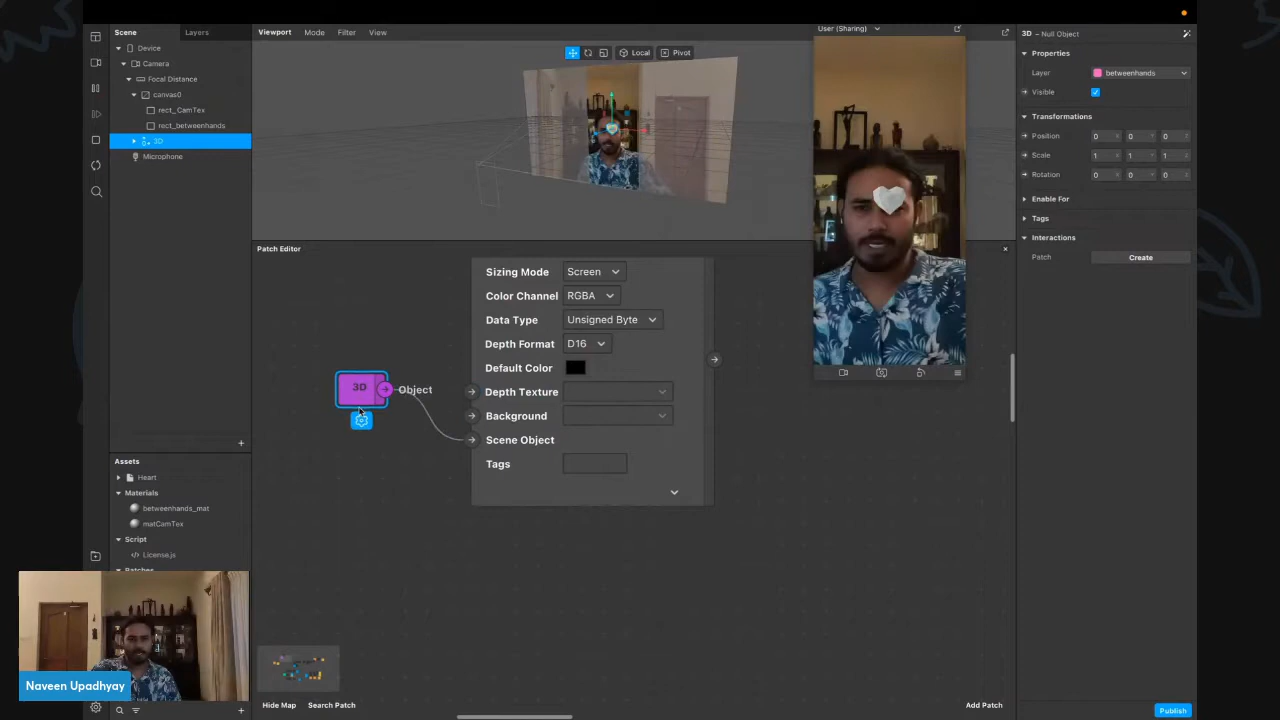 Scene
Layers
Viewport
Mode
Filter
View
User (Sharing)
3D – Null Object
Device
Camera
Focal Distance
canvas0
rect_CamTex
rect_betweenhands
3D
Microphone
Local
Pivot
Properties
Layer
betweenhands
Visible
Transformations
Position
0
0
0
Scale
1
1
1
Rotation
0
0
0
Enable For
Tags
Interactions
Patch
Create
Patch Editor
Sizing Mode
Screen
Color Channel
RGBA
Data Type
Unsigned Byte
Depth Format
D16
Default Color
3D
Object
Depth Texture
Background
Scene Object
Tags
Assets
Heart
Materials
betweenhands_mat
matCamTex
Script
License.js
Patches
Naveen Upadhyay
Hide Map
Search Patch
Add Patch
Publish